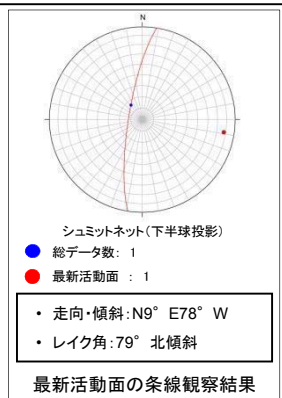 N
シュミットネット(下半球投影)
総データ数: 1
最新活動面 : 1
• 走向・傾斜:N9° E78° W
• レイク角:79° 北傾斜
最新活動面の条線観察結果